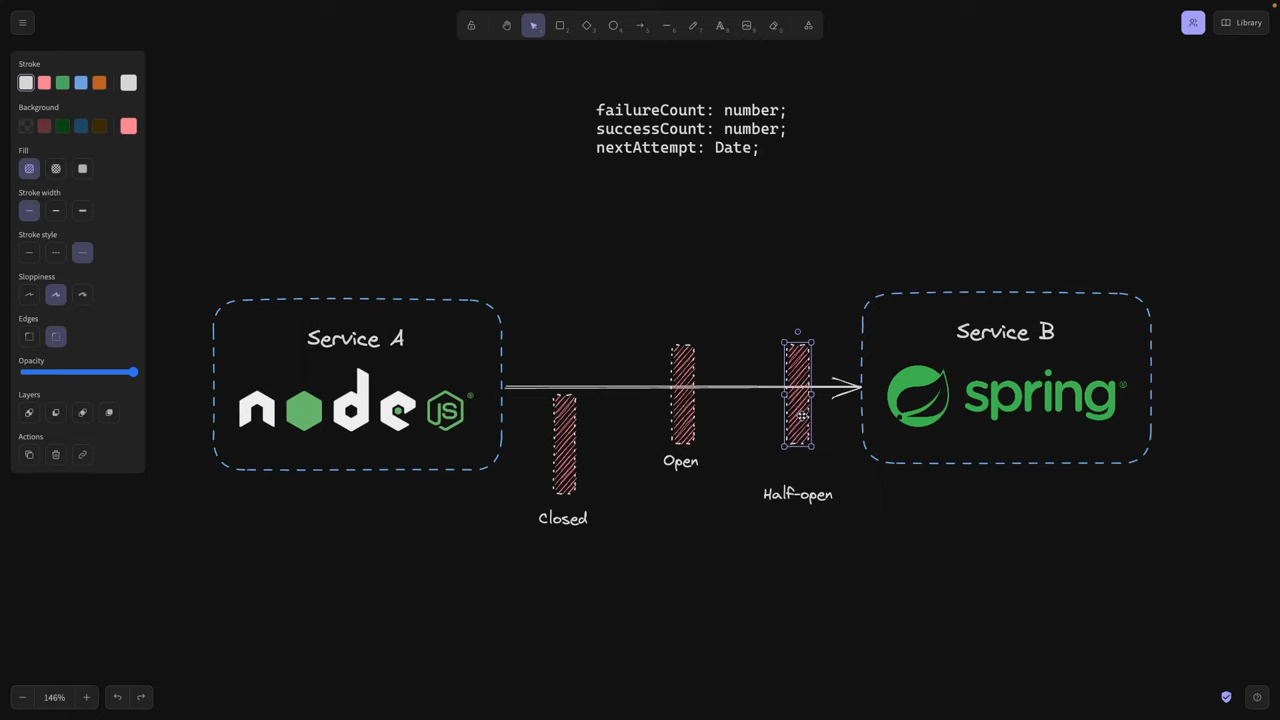 Library
Stroke
Background
Fill
Stroke width
Stroke style
Sloppiness
Edges
Opacity
Layers
Actions
failureCount: number;
successCount: number;
nextAttempt: Date;
Service A
node JS
Service B
spring
Open
Half-open
Closed
146%